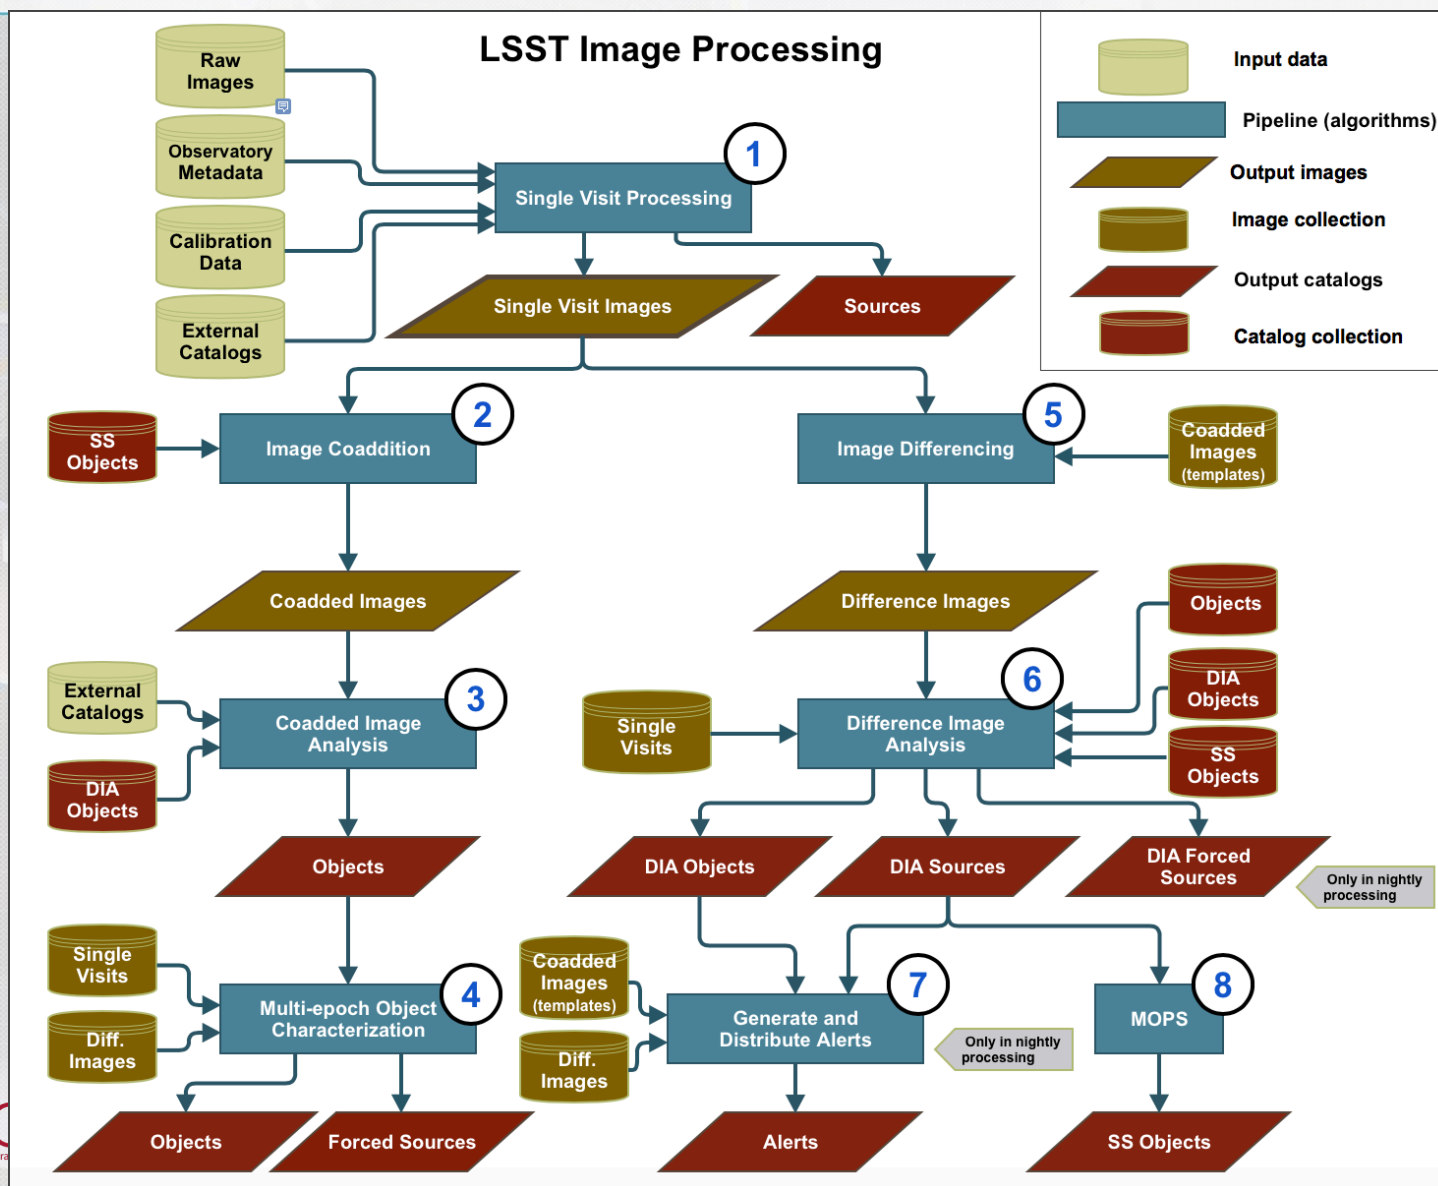 LSST Image Processing
Raw
Images
Observatory
Metadata
Calibration
Data
External
Catalogs
1
Single Visit Processing
Single Visit Images
Sources
Input data
Pipeline (algorithms)
Output images
Image collection
Output catalogs
Catalog collection
SS
Objects
2
Image Coaddition
5
Image Differencing
Coadded
Images
(templates)
Coadded Images
Difference Images
Objects
DIA
Objects
SS
Objects
External
Catalogs
DIA
Objects
3
Coadded Image
Analysis
Single
Visits
6
Difference Image
Analysis
Objects
DIA Objects
DIA Sources
DIA Forced
Sources
Only in nightly
processing
Single
Visits
Diff.
Images
4
Multi-epoch Object
Characterization
Coadded
Images
(templates)
Diff.
Images
7
Generate and
Distribute Alerts
Only in nightly
processing
8
MOPS
Objects
Forced Sources
Alerts
SS Objects